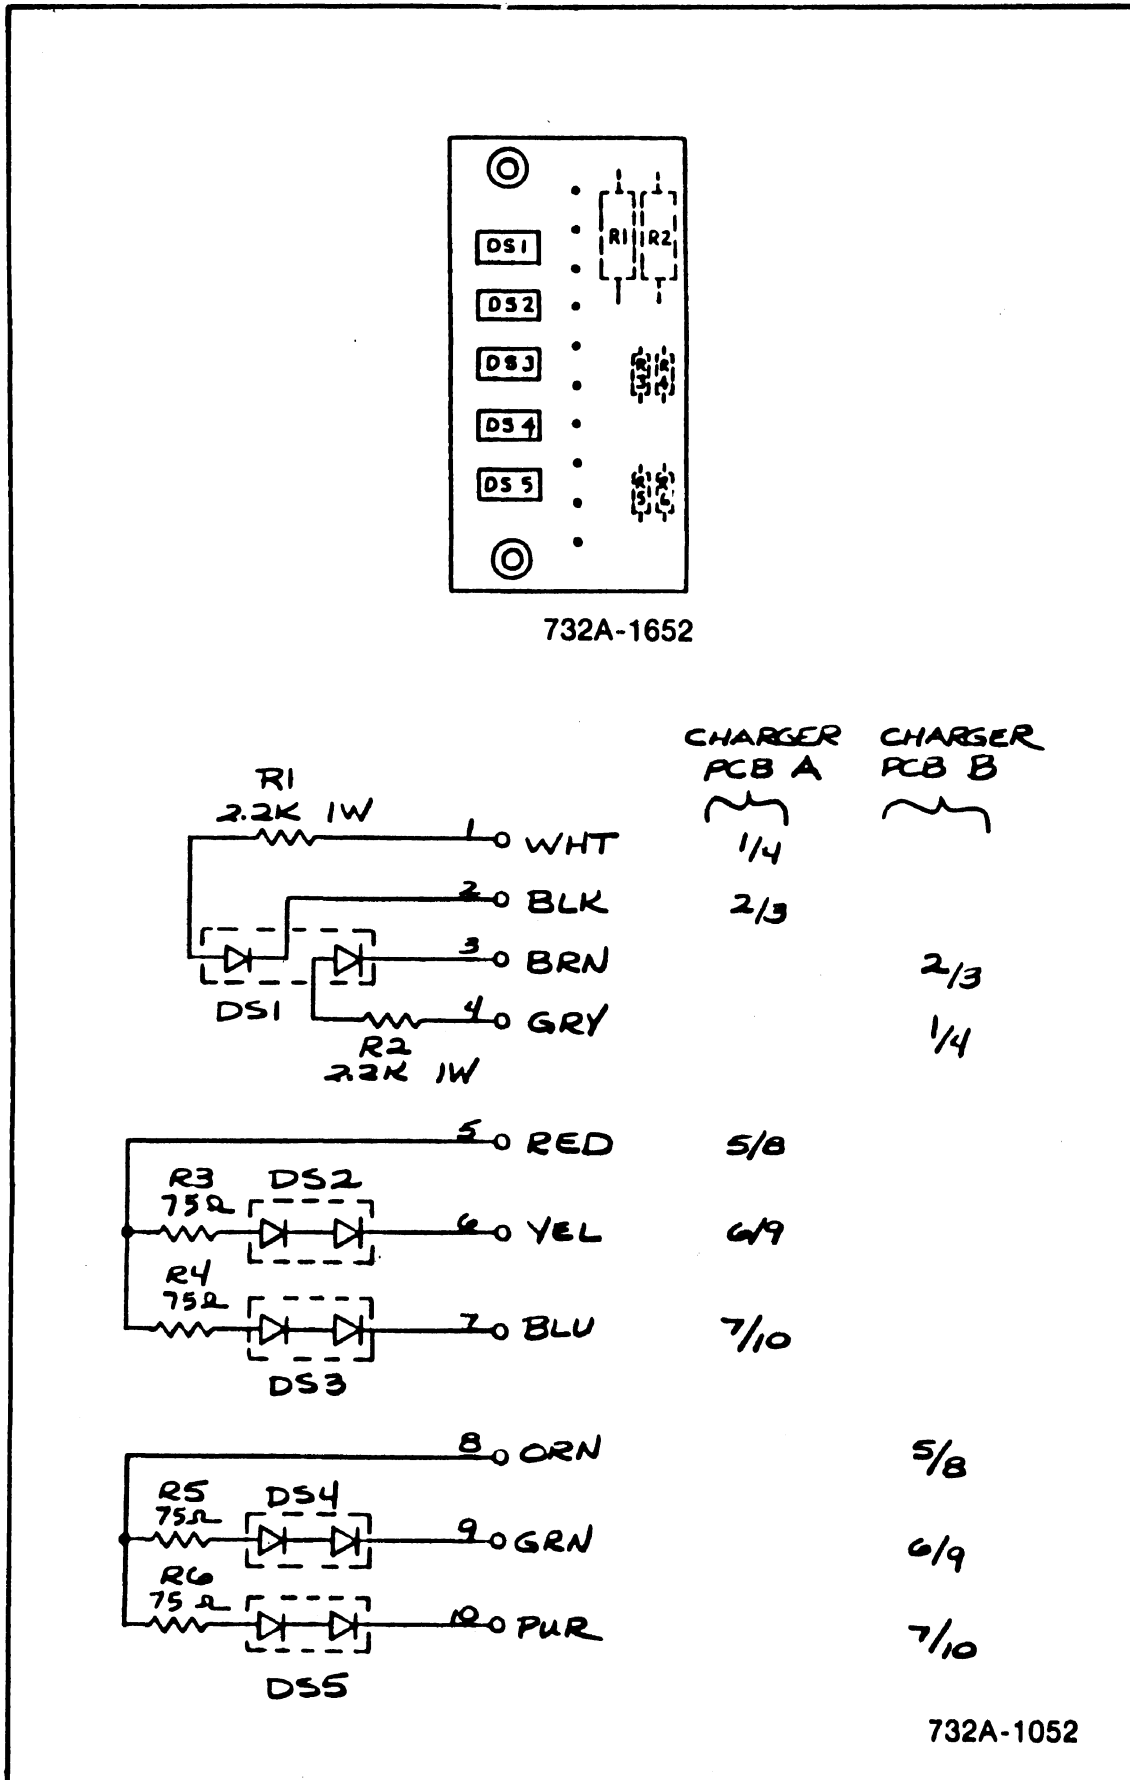 DS1
DS2
DS3
DS4
DS5
R1
R2
R3
R4
R5
R6
732A-1652
CHARGER PCB A
CHARGER PCB B
R1
2.2K 1W
1 WHT 1/4
2 BLK 2/3
3 BRN 2/3
DS1
4 GRY 1/4
R2
2.2K 1W
5 RED 5/8
R3
75Ω
DS2
6 YEL 6/9
R4
75Ω
7 BLU 7/10
DS3
8 ORN 5/8
R5
75Ω
DS4
9 GRN 6/9
R6
75Ω
10 PUR 7/10
DS5
732A-1052